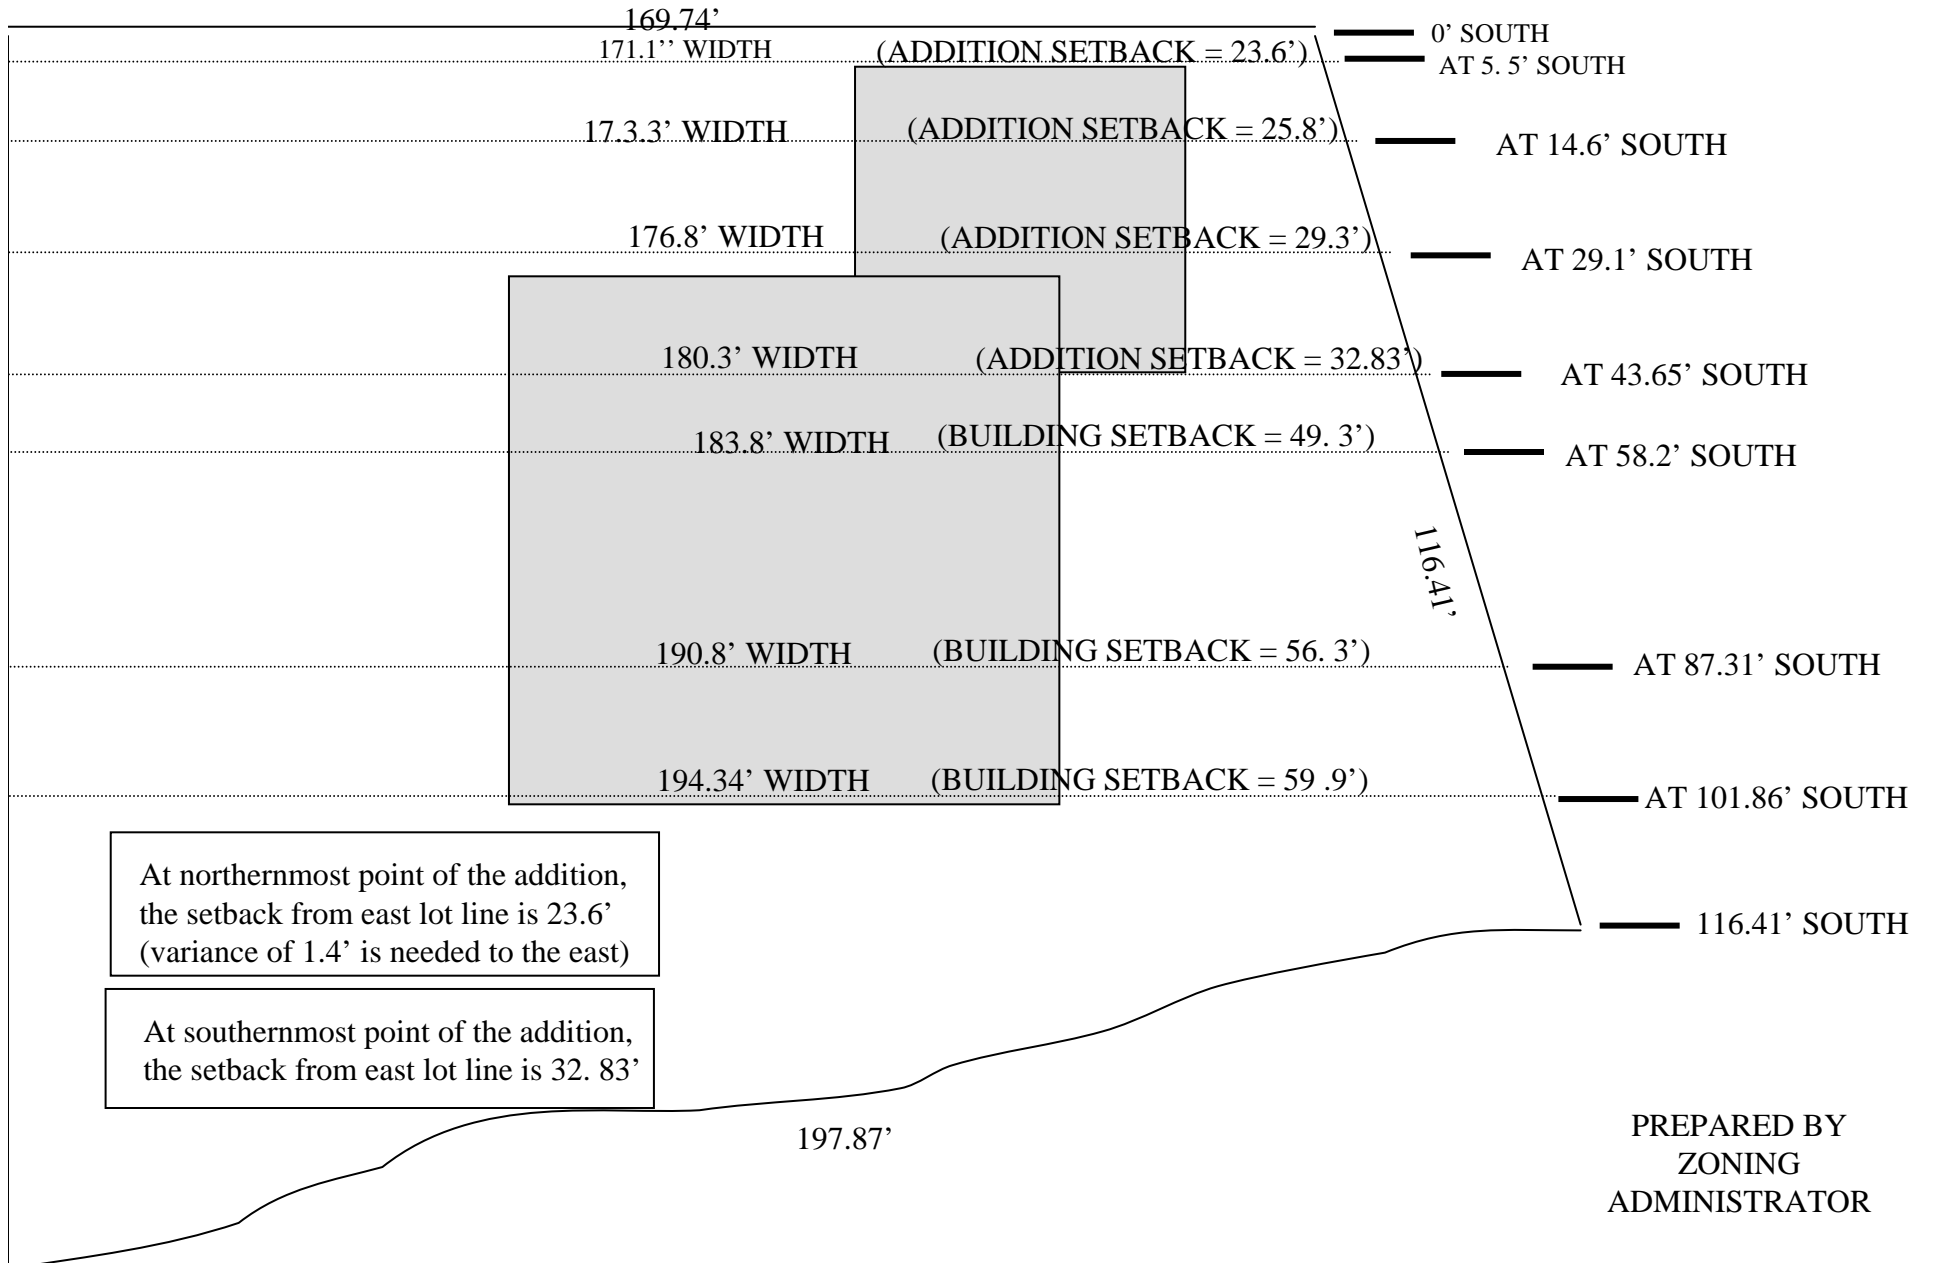 169.74’
0’ SOUTH
171.1’’ WIDTH
(ADDITION SETBACK = 23.6’)
AT 5. 5’ SOUTH
17.3.3’ WIDTH
(ADDITION SETBACK = 25.8’)
AT 14.6’ SOUTH
176.8’ WIDTH
(ADDITION SETBACK = 29.3’)
AT 29.1’ SOUTH
180.3’ WIDTH
(ADDITION SETBACK = 32.83’)
AT 43.65’ SOUTH
183.8’ WIDTH
(BUILDING SETBACK = 49. 3’)
AT 58.2’ SOUTH
116.41’
190.8’ WIDTH
(BUILDING SETBACK = 56. 3’)
AT 87.31’ SOUTH
194.34’ WIDTH
(BUILDING SETBACK = 59 .9’)
AT 101.86’ SOUTH
At northernmost point of the addition,
the setback from east lot line is 23.6’
(variance of 1.4’ is needed to the east)
116.41’ SOUTH
At southernmost point of the addition,
the setback from east lot line is 32. 83’
197.87’
PREPARED BY
ZONING
ADMINISTRATOR